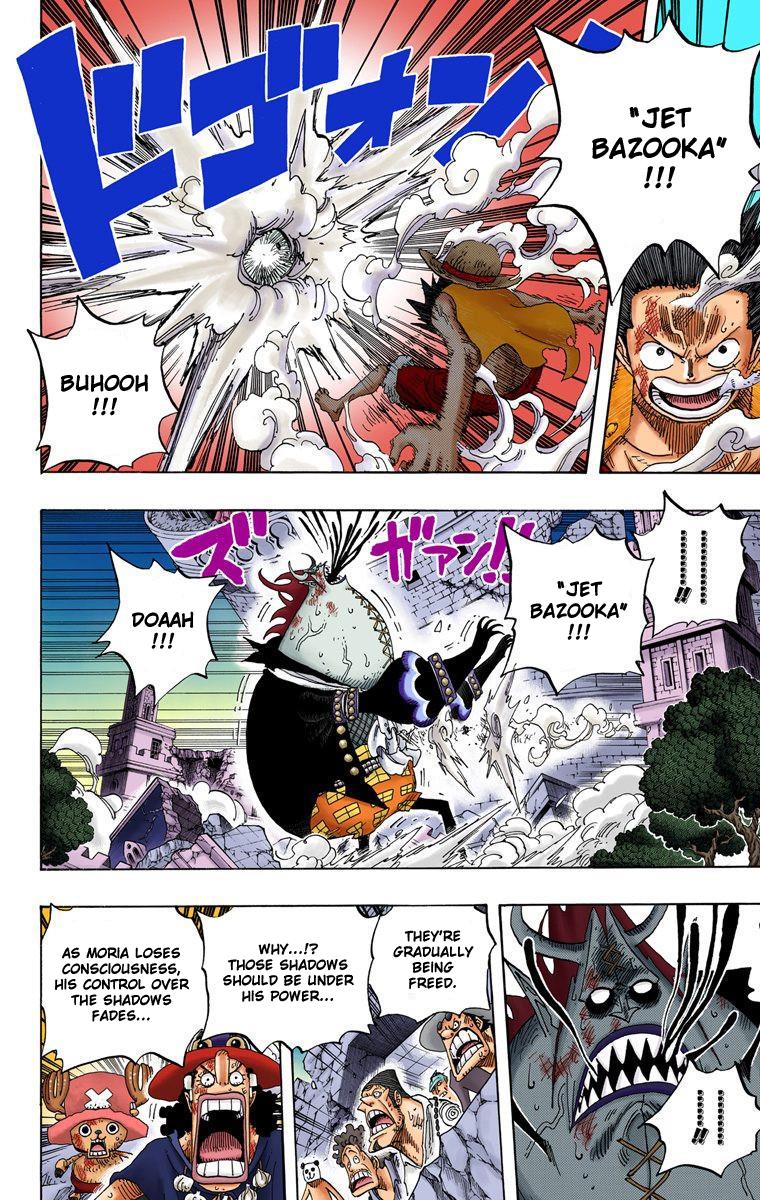 "JET
BAZOOKA"
!!!
ドゴオォン
BUHOOH
!!!
"JET
BAZOOKA"
!!!
ガァン!!
ズ
DOAAH
!!!
THEY'RE
GRADUALLY
BEING
FREED.
WHY...!?
THOSE SHADOWS
SHOULD BE UNDER
HIS POWER...
AS MORIA LOSES
CONSCIOUSNESS,
HIS CONTROL OVER
THE SHADOWS
FADES...